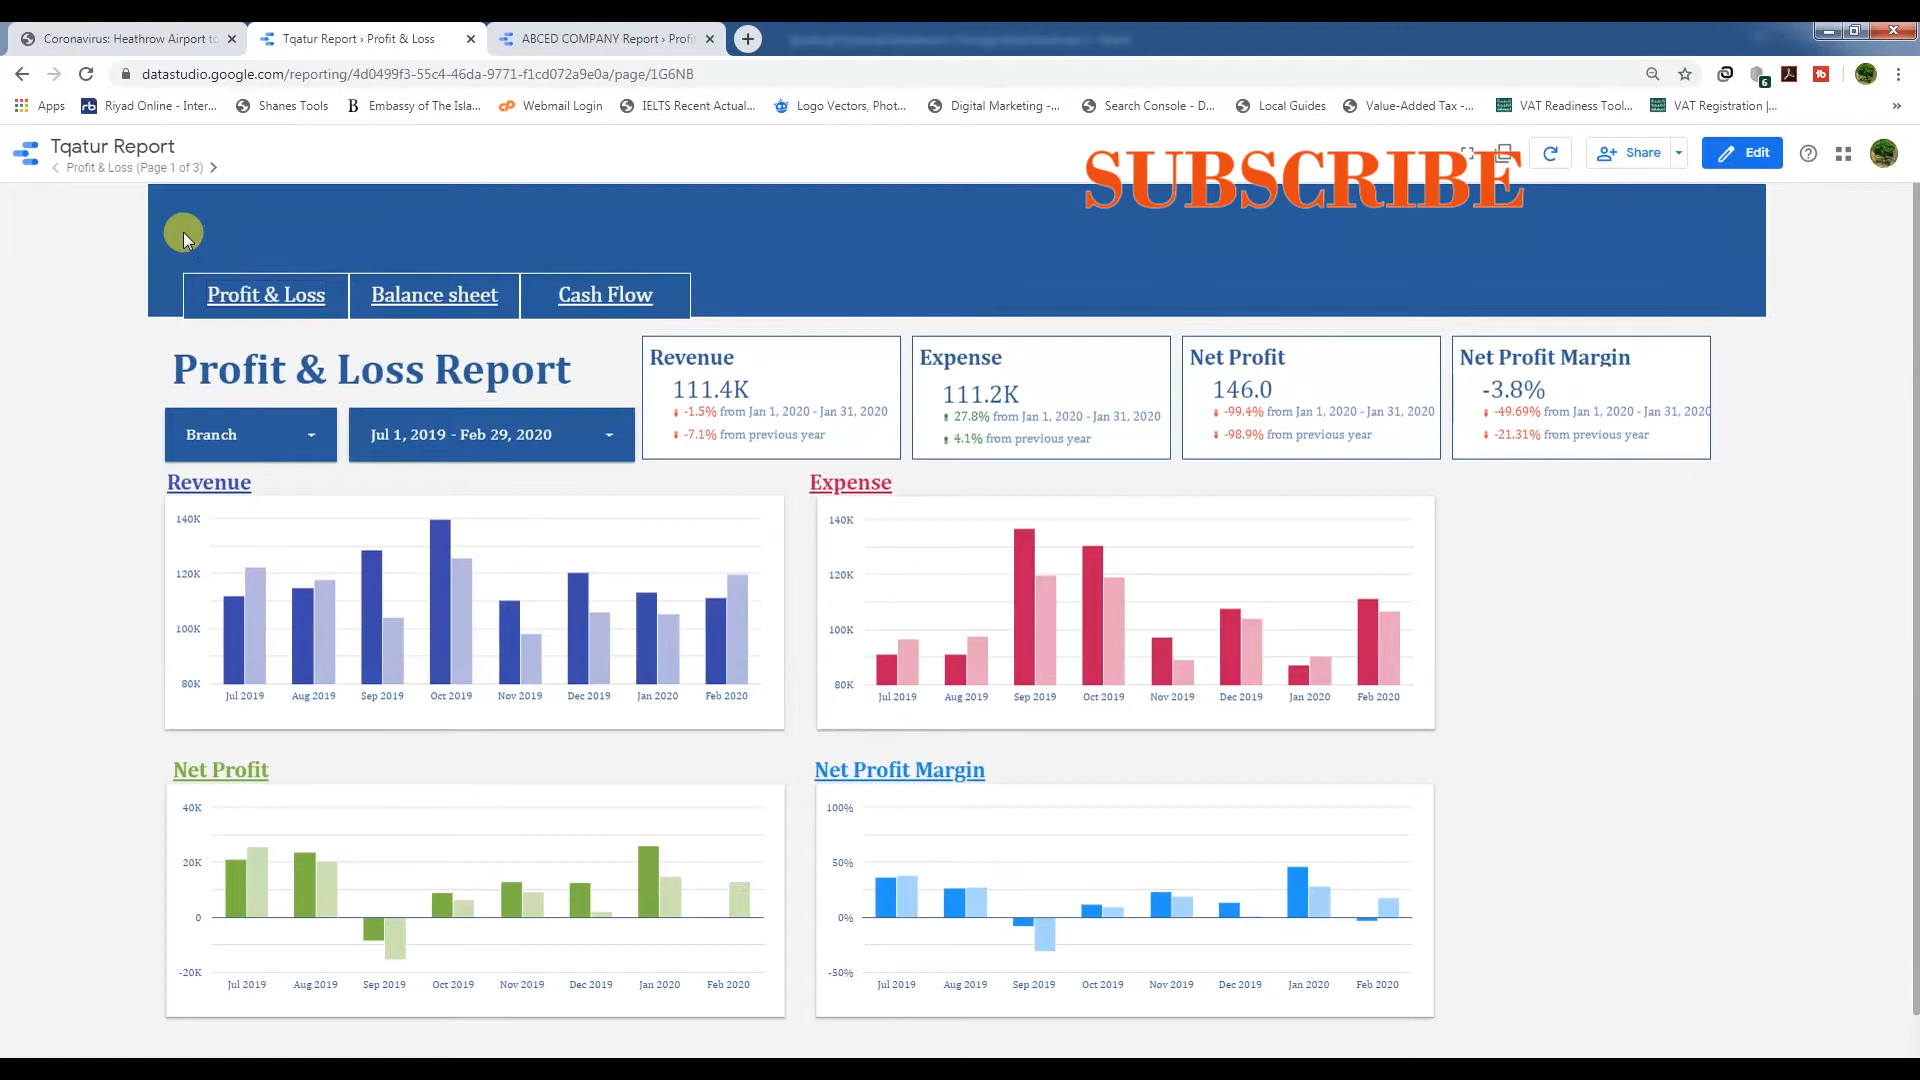 Coronavirus: Heathrow Airport to
Tqatur Report › Profit & Loss
ABCED COMPANY Report › Profi
datastudio.google.com/reporting/4d0499f3-55c4-46da-9771-f1cd072a9e0a/page/1G6NB
6
Apps
rb Riyad Online - Inter...
Shanes Tools
B Embassy of The Isla...
cP Webmail Login
IELTS Recent Actual...
Logo Vectors, Phot...
Digital Marketing -...
Search Console - D...
Local Guides
Value-Added Tax -...
VAT Readiness Tool...
VAT Registration |...
Tqatur Report
Profit & Loss (Page 1 of 3)
SUBSCRIBE
Share
Edit
Profit & Loss
Balance sheet
Cash Flow
Profit & Loss Report
Branch
Jul 1, 2019 - Feb 29, 2020
Revenue
111.4K
-1.5% from Jan 1, 2020 - Jan 31, 2020
-7.1% from previous year
Expense
111.2K
27.8% from Jan 1, 2020 - Jan 31, 2020
4.1% from previous year
Net Profit
146.0
-99.4% from Jan 1, 2020 - Jan 31, 2020
-98.9% from previous year
Net Profit Margin
-3.8%
-49.69% from Jan 1, 2020 - Jan 31, 2020
-21.31% from previous year
Revenue
140K
120K
100K
80K
Jul 2019 Aug 2019 Sep 2019 Oct 2019 Nov 2019 Dec 2019 Jan 2020 Feb 2020
Expense
140K
120K
100K
80K
Jul 2019 Aug 2019 Sep 2019 Oct 2019 Nov 2019 Dec 2019 Jan 2020 Feb 2020
Net Profit
40K
20K
0
-20K
Jul 2019 Aug 2019 Sep 2019 Oct 2019 Nov 2019 Dec 2019 Jan 2020 Feb 2020
Net Profit Margin
100%
50%
0%
-50%
Jul 2019 Aug 2019 Sep 2019 Oct 2019 Nov 2019 Dec 2019 Jan 2020 Feb 2020